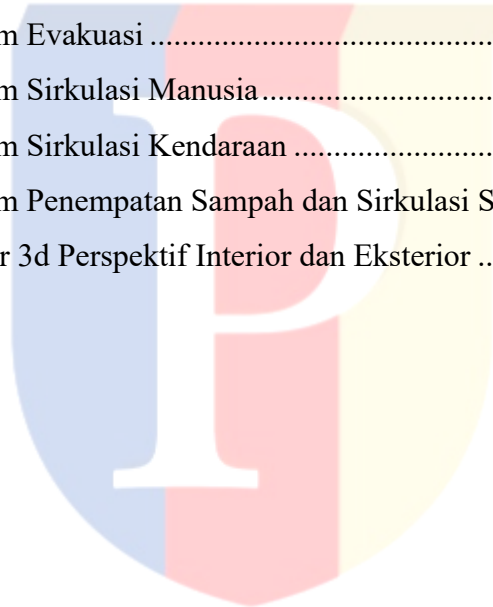 m Evakuasi ............................................
m Sirkulasi Manusia..............................
m Sirkulasi Kendaraan ..........................
m Penempatan Sampah dan Sirkulasi S
r 3d Perspektif Interior dan Eksterior ..
P